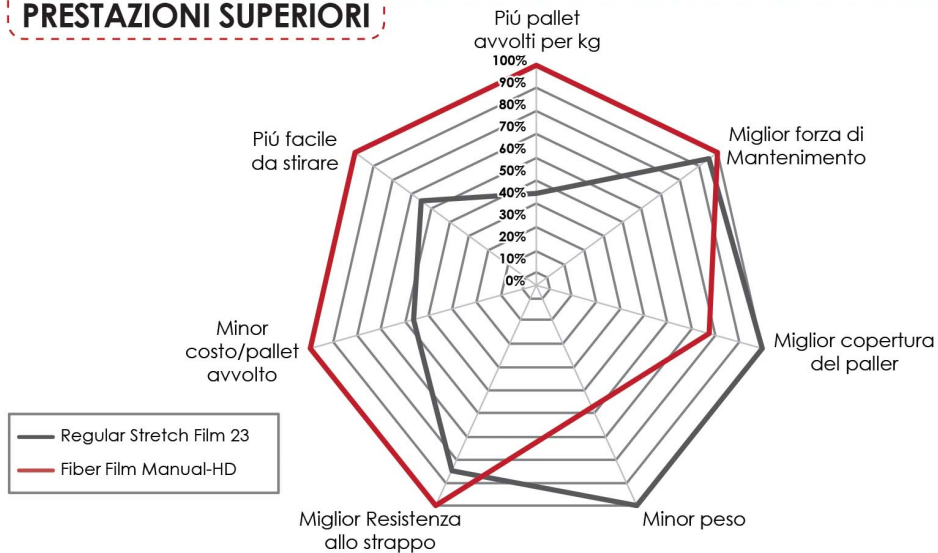 PRESTAZIONI SUPERIORI
Piú pallet
avvolti per kg
100%
90%
80%
70%
60%
50%
40%
30%
20%
10%
0%
Piú facile
da stirare
Miglior forza di
Mantenimento
Minor
costo/pallet
avvolto
Miglior copertura
del paller
Regular Stretch Film 23
Fiber Film Manual-HD
Miglior Resistenza
allo strappo
Minor peso